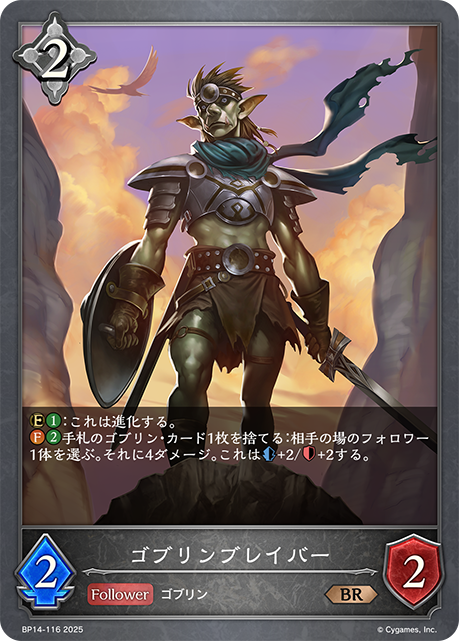 2
E 1：これは進化する。
F 2 手札のゴブリン・カード1枚を捨てる：相手の場のフォロワー
1体を選ぶ。それに4ダメージ。これは+2/+2する。
ゴブリンブレイバー
2
Follower ゴブリン
BR
2
BP14-116 2025
© Cygames, Inc.